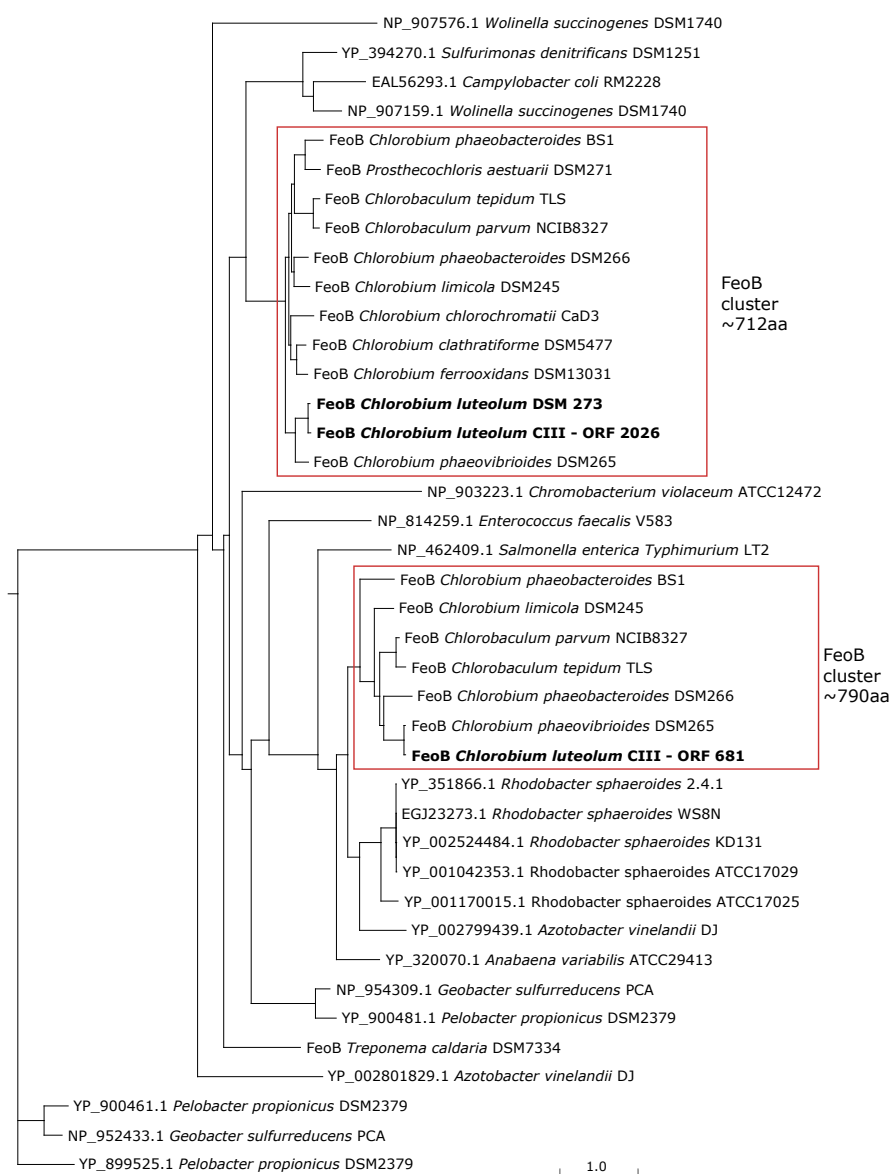 NP_907576.1 Wolinella succinogenes DSM1740
YP_394270.1 Sulfurimonas denitrificans DSM1251
EAL56293.1 Campylobacter coli RM2228
NP_907159.1 Wolinella succinogenes DSM1740
FeoB Chlorobium phaeobacteroides BS1
FeoB Prosthecochloris aestuarii DSM271
FeoB Chlorobaculum tepidum TLS
FeoB Chlorobaculum parvum NCIB8327
FeoB Chlorobium phaeobacteroides DSM266
FeoB Chlorobium limicola DSM245
FeoB Chlorobium chlorochromatii CaD3
FeoB Chlorobium clathratiforme DSM5477
FeoB Chlorobium ferrooxidans DSM13031
FeoB Chlorobium luteolum DSM 273
FeoB Chlorobium luteolum CIII - ORF 2026
FeoB Chlorobium phaeovibrioides DSM265
FeoB
cluster
~712aa
NP_903223.1 Chromobacterium violaceum ATCC12472
NP_814259.1 Enterococcus faecalis V583
NP_462409.1 Salmonella enterica Typhimurium LT2
FeoB Chlorobium phaeobacteroides BS1
FeoB Chlorobium limicola DSM245
FeoB Chlorobaculum parvum NCIB8327
FeoB Chlorobaculum tepidum TLS
FeoB Chlorobium phaeobacteroides DSM266
FeoB Chlorobium phaeovibrioides DSM265
FeoB Chlorobium luteolum CIII - ORF 681
FeoB
cluster
~790aa
YP_351866.1 Rhodobacter sphaeroides 2.4.1
EGJ23273.1 Rhodobacter sphaeroides WS8N
YP_002524484.1 Rhodobacter sphaeroides KD131
YP_001042353.1 Rhodobacter sphaeroides ATCC17029
YP_001170015.1 Rhodobacter sphaeroides ATCC17025
YP_002799439.1 Azotobacter vinelandii DJ
YP_320070.1 Anabaena variabilis ATCC29413
NP_954309.1 Geobacter sulfurreducens PCA
YP_900481.1 Pelobacter propionicus DSM2379
FeoB Treponema caldaria DSM7334
YP_002801829.1 Azotobacter vinelandii DJ
YP_900461.1 Pelobacter propionicus DSM2379
NP_952433.1 Geobacter sulfurreducens PCA
YP_899525.1 Pelobacter propionicus DSM2379
1.0